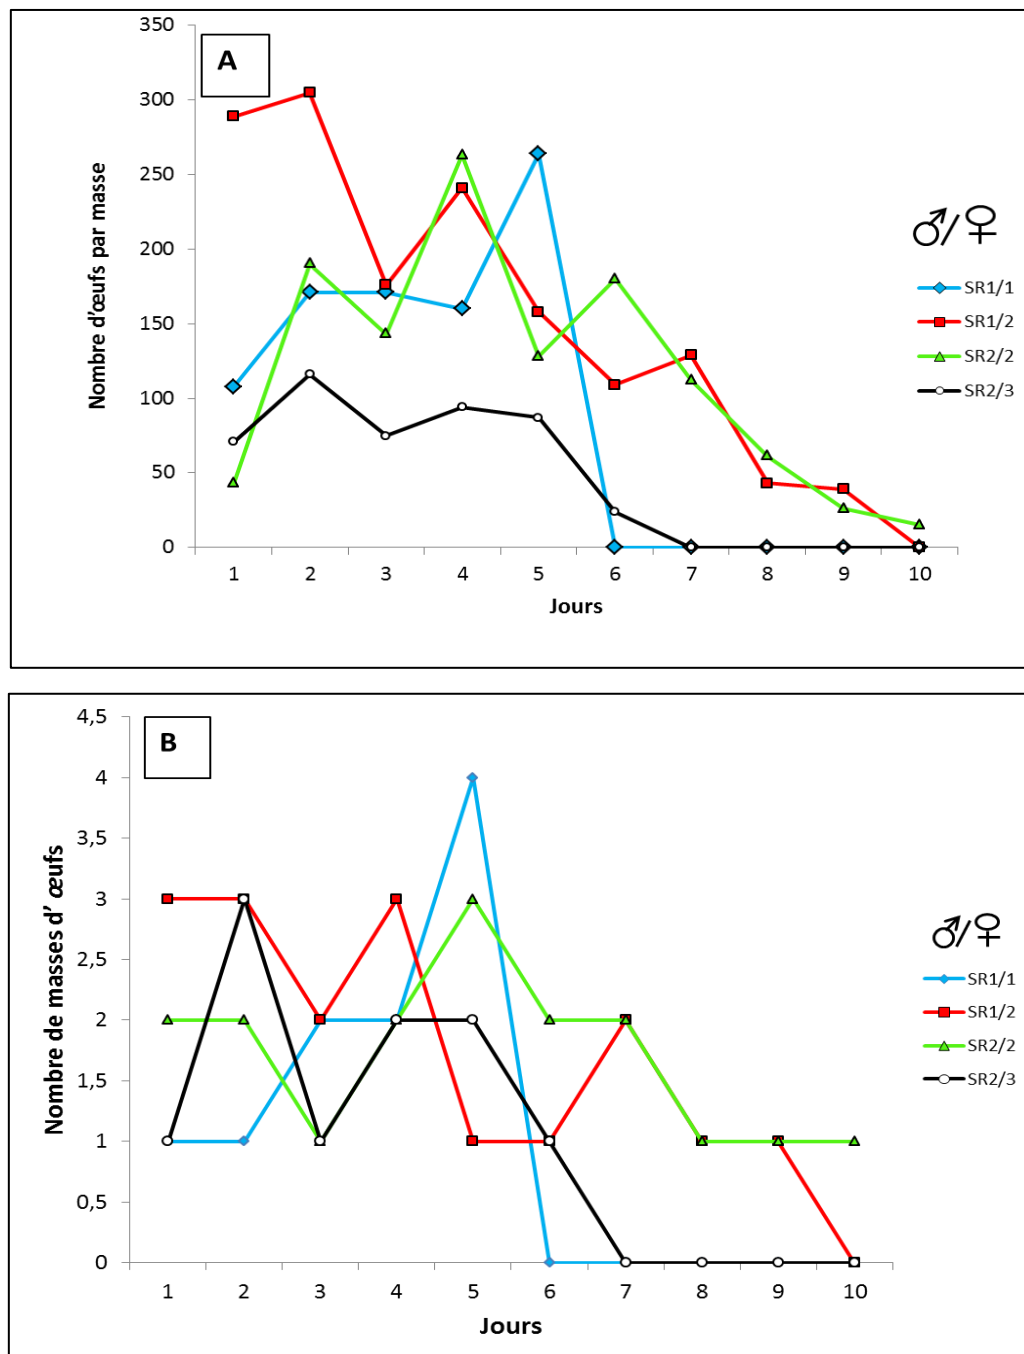 A
Nombre d'œufs par masse
350
300
250
200
150
100
50
0
1 2 3 4 5 6 7 8 9 10
Jours
♂/♀
SR1/1
SR1/2
SR2/2
SR2/3
B
Nombre de masses d' œufs
4,5
4
3,5
3
2,5
2
1,5
1
0,5
0
1 2 3 4 5 6 7 8 9 10
Jours
♂/♀
SR1/1
SR1/2
SR2/2
SR2/3